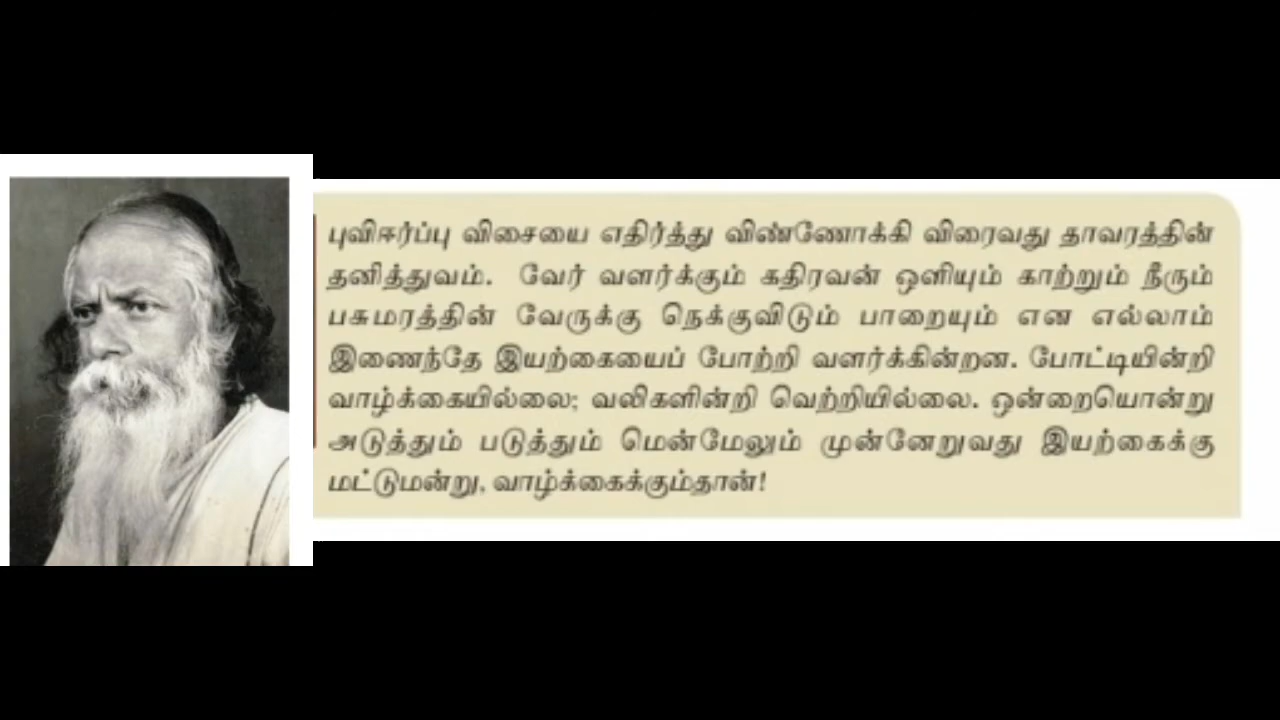 புவிஈர்ப்பு விசையை எதிர்த்து விண்ணோக்கி விரைவது தாவரத்தின்
தனித்துவம். வேர் வளர்க்கும் கதிரவன் ஒளியும் காற்றும் நீரும்
பசுமரத்தின் வேருக்கு நெக்குவிடும் பாறையும் என எல்லாம்
இணைந்தே இயற்கையைப் போற்றி வளர்க்கின்றன. போட்டியின்றி
வாழ்க்கையில்லை; வலிகளின்றி வெற்றியில்லை. ஒன்றையொன்று
அடுத்தும் படுத்தும் மென்மேலும் முன்னேறுவது இயற்கைக்கு
மட்டுமன்று, வாழ்க்கைக்கும்தான்!